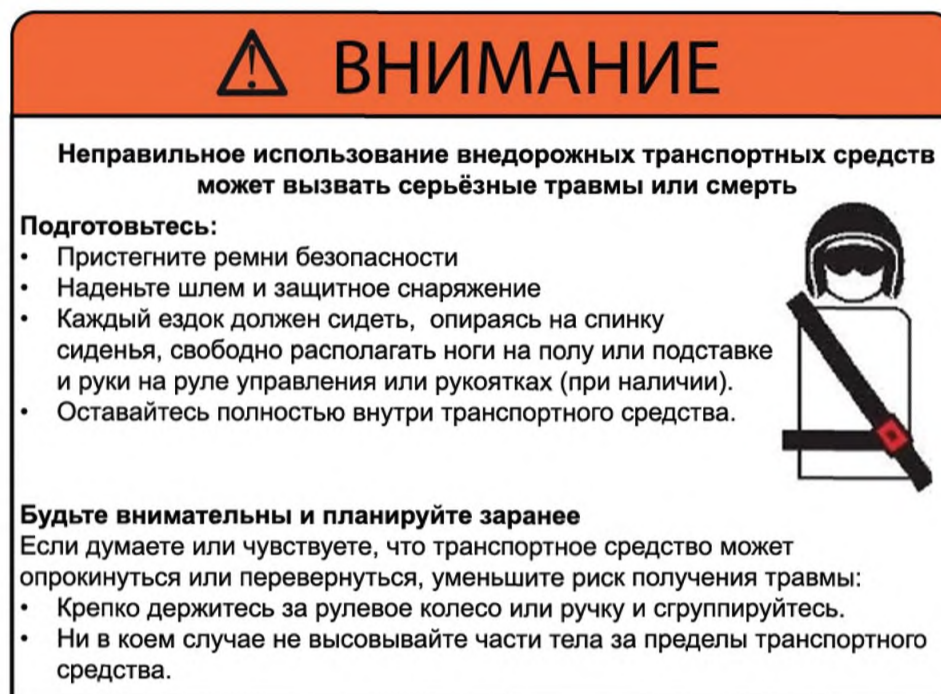 ВНИМАНИЕ
Неправильное использование внедорожных транспортных средств
может вызвать серьёзные травмы или смерть
Подготовьтесь:
• Пристегните ремни безопасности
• Наденьте шлем и защитное снаряжение
• Каждый ездок должен сидеть, опираясь на спинку
сиденья, свободно располагать ноги на полу или подставке
и руки на руле управления или рукоятках (при наличии).
• Оставайтесь полностью внутри транспортного средства.
Будьте внимательны и планируйте заранее
Если думаете или чувствуете, что транспортное средство может
опрокинуться или перевернуться, уменьшите риск получения травмы:
• Крепко держитесь за рулевое колесо или ручку и сгруппируйтесь.
• Ни в коем случае не высовывайте части тела за пределы транспортного
средства.